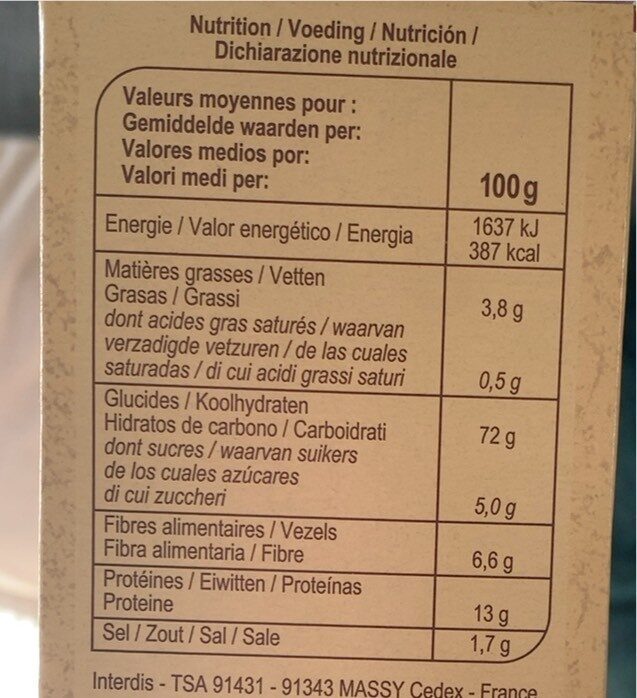 Nutrition / Voeding / Nutrición /
Dichiarazione nutrizionale
Valeurs moyennes pour :
Gemiddelde waarden per:
Valores medios por:
Valori medi per:
100g
Energie / Valor energético / Energia
1637 kJ
387 kcal
Matières grasses / Vetten
Grasas / Grassi
3,8 g
dont acides gras saturés / waarvan
verzadigde vetzuren / de las cuales
saturadas / di cui acidi grassi saturi
0,5 g
Glucides / Koolhydraten
Hidratos de carbono / Carboidrati
72 g
dont sucres / waarvan suikers
de los cuales azúcares
di cui zuccheri
5,0 g
Fibres alimentaires / Vezels
Fibra alimentaria / Fibre
6,6 g
Protéines / Eiwitten / Proteínas
Proteine
13 g
Sel / Zout / Sal / Sale
1,7 g
Interdis - TSA 91431 - 91343 MASSY Cedex - France